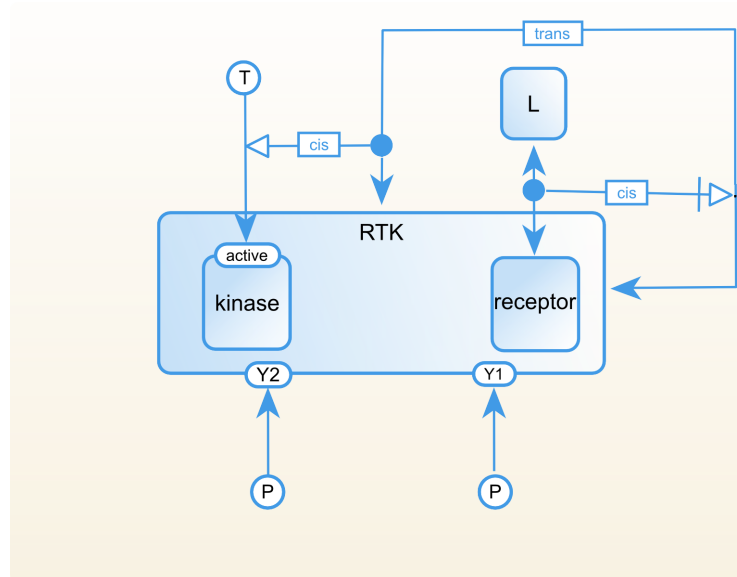 trans
T
L
cis
cis
RTK
active
kinase
receptor
Y2
Y1
P
P